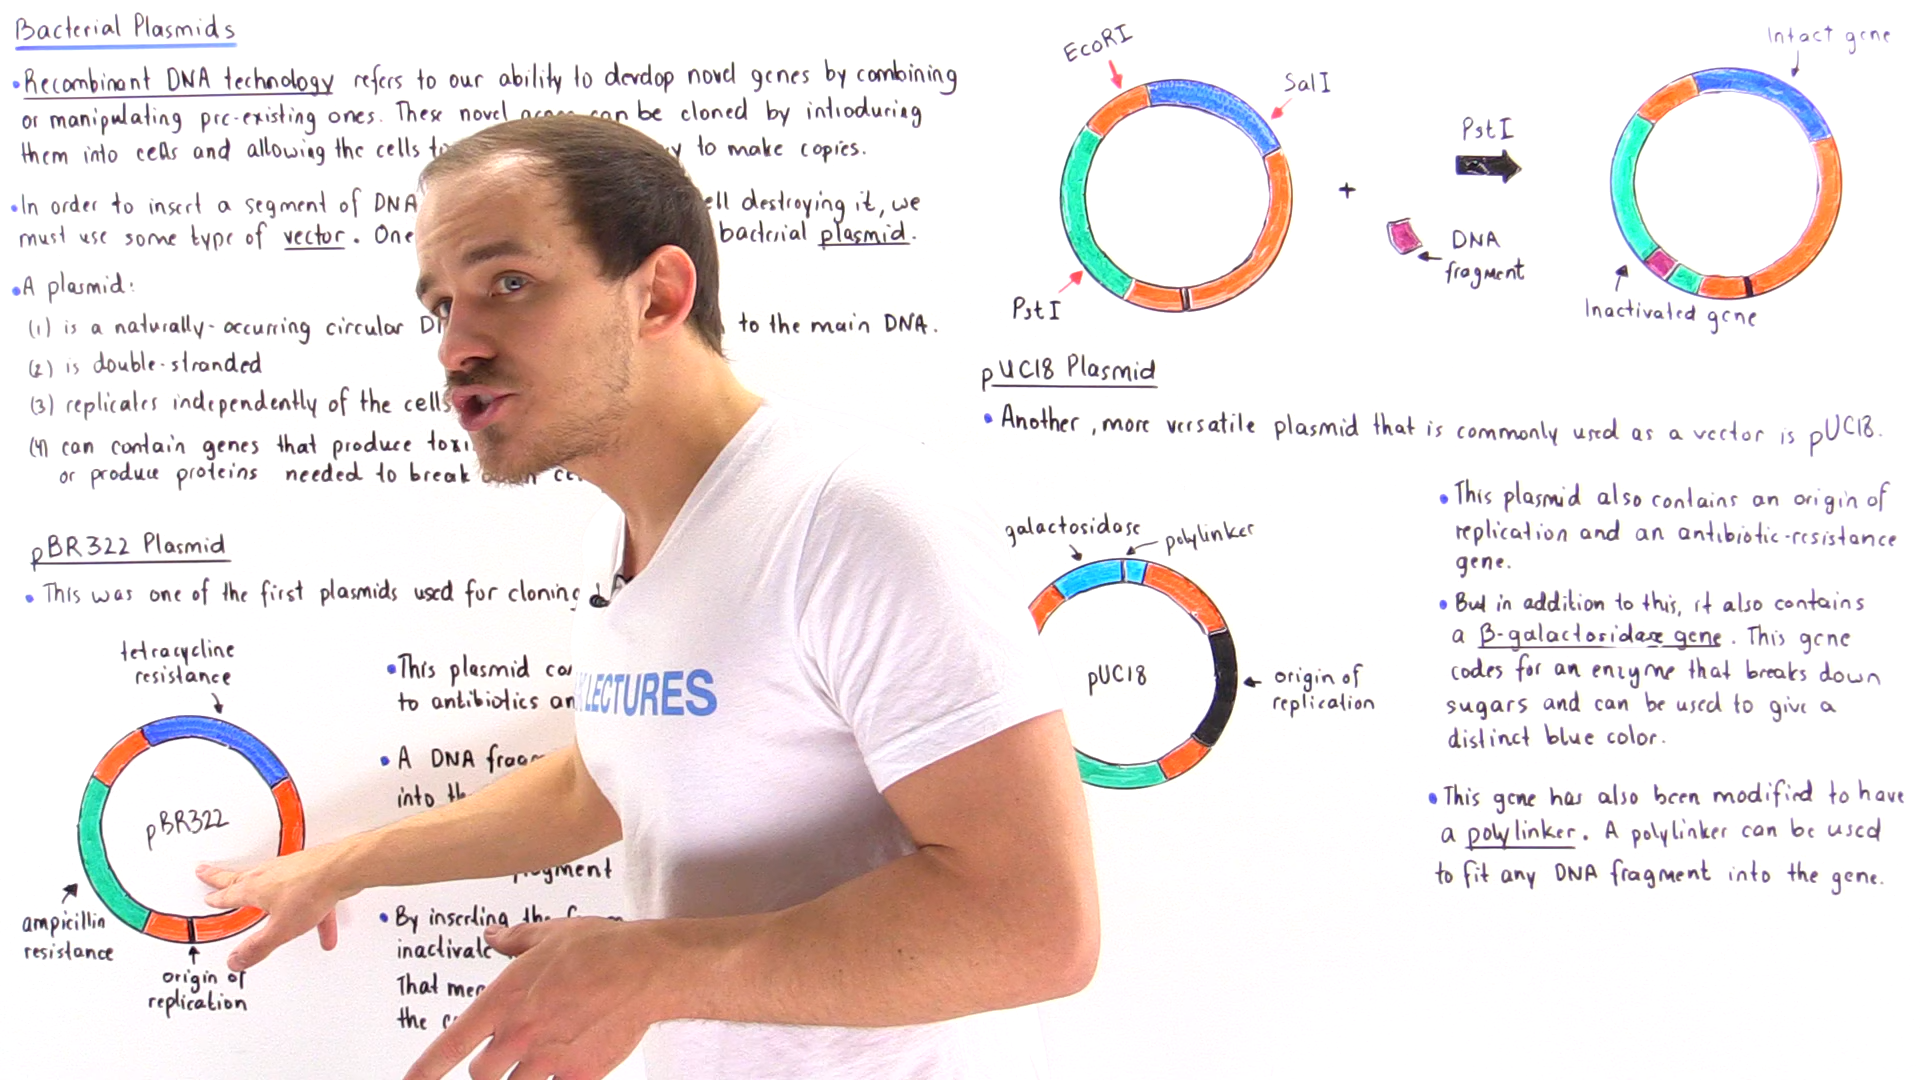 Bacterial Plasmids
•Recombinant DNA technology refers to our ability to develop novel genes by combining
or manipulating pre-existing ones. These novel genes can be cloned by introducing
them into cells and allowing the cells to to make copies.
•In order to insert a segment of DNA destroying it, we
must use some type of vector. One bacterial plasmid.
•A plasmid:
(1) is a naturally-occurring circular to the main DNA.
(2) is double-stranded
(3) replicates independently of the cells
(4) can contain genes that produce
or produce proteins needed to break
pBR322 Plasmid
• This was one of the first plasmids used for cloning
tetracycline
resistance
pBR322
ampicillin
resistance
origin of
replication
•This plasmid
to antibiotics
• A DNA
into
fragment
• By inserting the
inactivate
That
the
LECTURES
EcoRI
SalI
PstI
+
PstI
DNA
fragment
Intact gene
Inactivated gene
pUC18 Plasmid
• Another, more versatile plasmid that is commonly used as a vector is pUC18.
galactosidase
polylinker
pUC18
origin of
replication
• This plasmid also contains an origin of
replication and an antibiotic-resistance
gene.
• But in addition to this, it also contains
a β-galactosidase gene. This gene
codes for an enzyme that breaks down
sugars and can be used to give a
distinct blue color.
• This gene has also been modified to have
a polylinker. A polylinker can be used
to fit any DNA fragment into the gene.